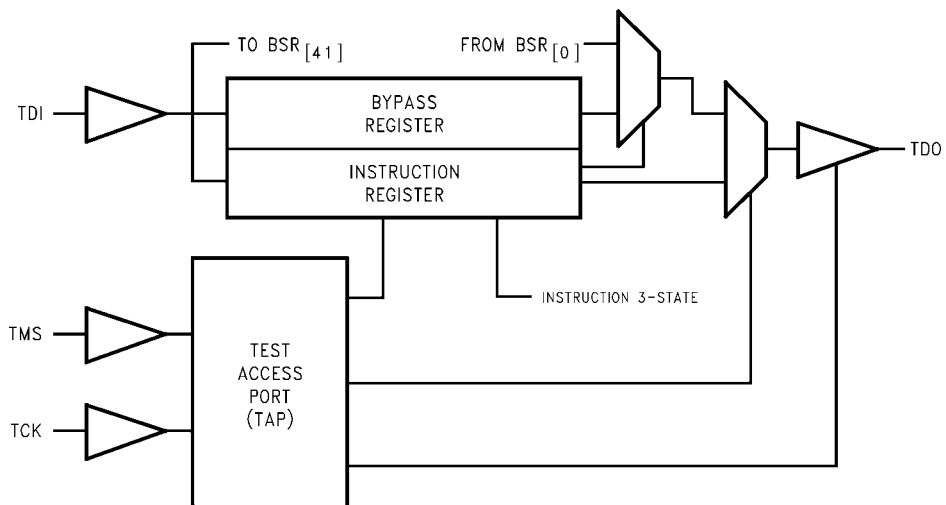 TO BSR[41]
FROM BSR[0]
TDI
BYPASS
REGISTER
INSTRUCTION
REGISTER
TDO
INSTRUCTION 3-STATE
TMS
TEST
ACCESS
PORT
(TAP)
TCK